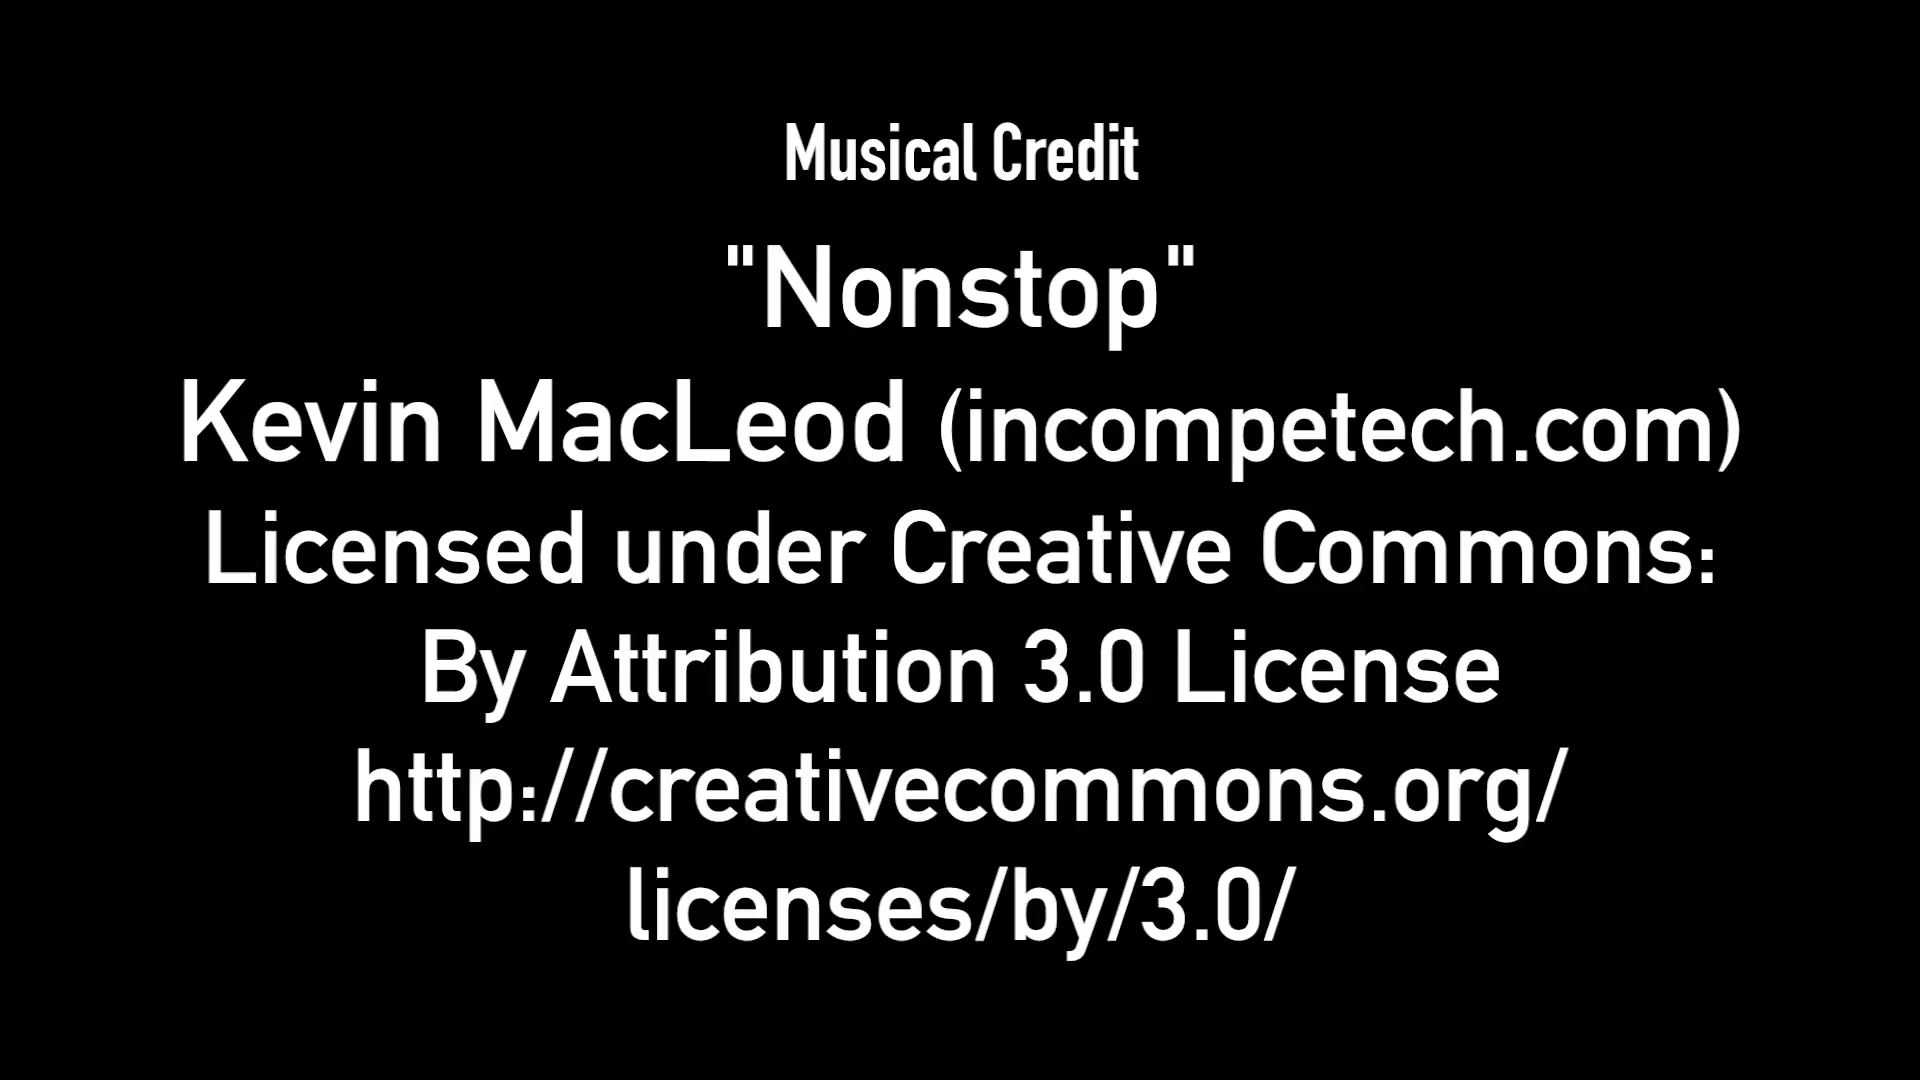 Musical Credit
"Nonstop"
Kevin MacLeod (incompetech.com)
Licensed under Creative Commons:
By Attribution 3.0 License
http://creativecommons.org/
licenses/by/3.0/